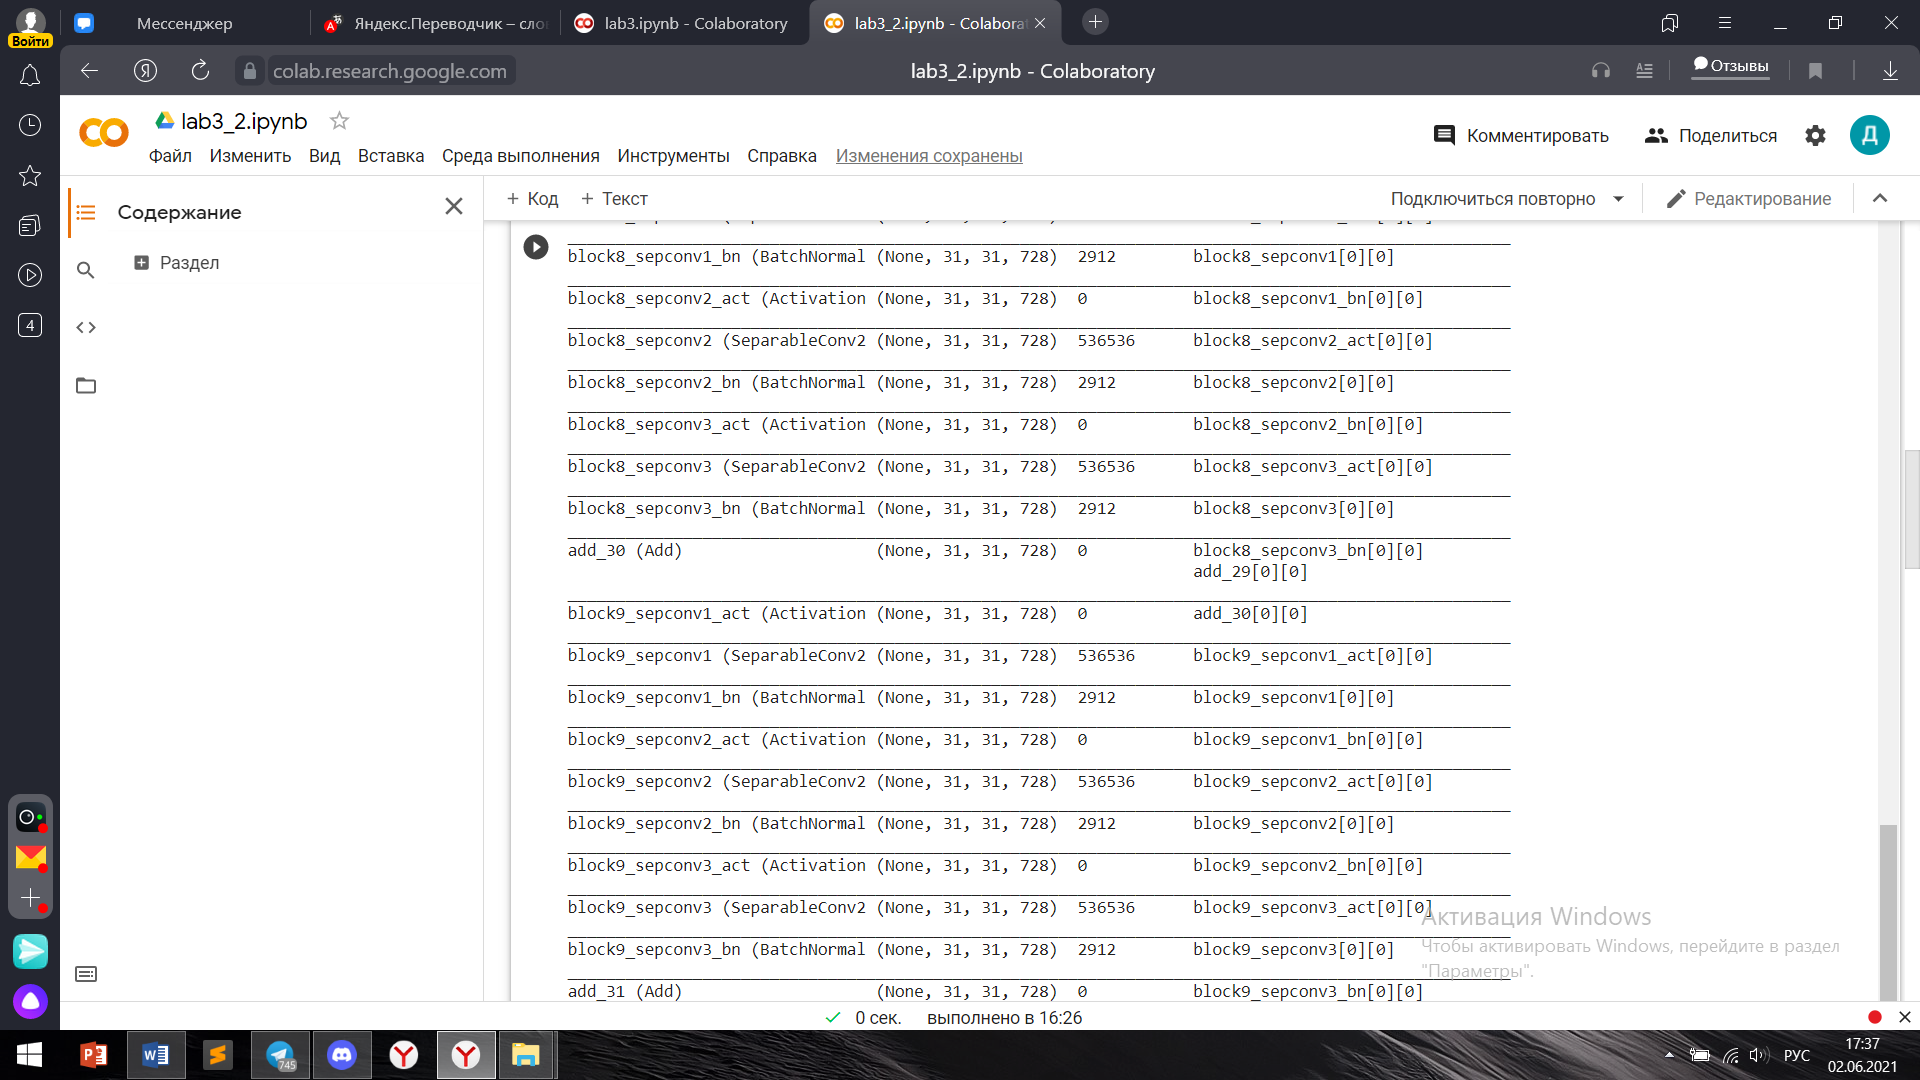 Войти
Мессенджер
Яндекс.Переводчик – сло
lab3.ipynb - Colaboratory
lab3_2.ipynb - Colabora
colab.research.google.com
lab3_2.ipynb - Colaboratory
Отзывы
lab3_2.ipynb
Комментировать
Поделиться
Д
Файл Изменить Вид Вставка Среда выполнения Инструменты Справка Изменения сохранены
+ Код + Текст
Подключиться повторно
Редактирование
Содержание
Раздел
4
block8_sepconv1_bn (BatchNormal (None, 31, 31, 728) 2912 block8_sepconv1[0][0]
block8_sepconv2_act (Activation (None, 31, 31, 728) 0 block8_sepconv1_bn[0][0]
block8_sepconv2 (SeparableConv2 (None, 31, 31, 728) 536536 block8_sepconv2_act[0][0]
block8_sepconv2_bn (BatchNormal (None, 31, 31, 728) 2912 block8_sepconv2[0][0]
block8_sepconv3_act (Activation (None, 31, 31, 728) 0 block8_sepconv2_bn[0][0]
block8_sepconv3 (SeparableConv2 (None, 31, 31, 728) 536536 block8_sepconv3_act[0][0]
block8_sepconv3_bn (BatchNormal (None, 31, 31, 728) 2912 block8_sepconv3[0][0]
add_30 (Add) (None, 31, 31, 728) 0 block8_sepconv3_bn[0][0]
add_29[0][0]
block9_sepconv1_act (Activation (None, 31, 31, 728) 0 add_30[0][0]
block9_sepconv1 (SeparableConv2 (None, 31, 31, 728) 536536 block9_sepconv1_act[0][0]
block9_sepconv1_bn (BatchNormal (None, 31, 31, 728) 2912 block9_sepconv1[0][0]
block9_sepconv2_act (Activation (None, 31, 31, 728) 0 block9_sepconv1_bn[0][0]
block9_sepconv2 (SeparableConv2 (None, 31, 31, 728) 536536 block9_sepconv2_act[0][0]
block9_sepconv2_bn (BatchNormal (None, 31, 31, 728) 2912 block9_sepconv2[0][0]
block9_sepconv3_act (Activation (None, 31, 31, 728) 0 block9_sepconv2_bn[0][0]
block9_sepconv3 (SeparableConv2 (None, 31, 31, 728) 536536 block9_sepconv3_act[0][0]
block9_sepconv3_bn (BatchNormal (None, 31, 31, 728) 2912 block9_sepconv3[0][0]
add_31 (Add) (None, 31, 31, 728) 0 block9_sepconv3_bn[0][0]
Активация Windows
Чтобы активировать Windows, перейдите в раздел
"Параметры".
0 сек. выполнено в 16:26
745
РУС
17:37
02.06.2021